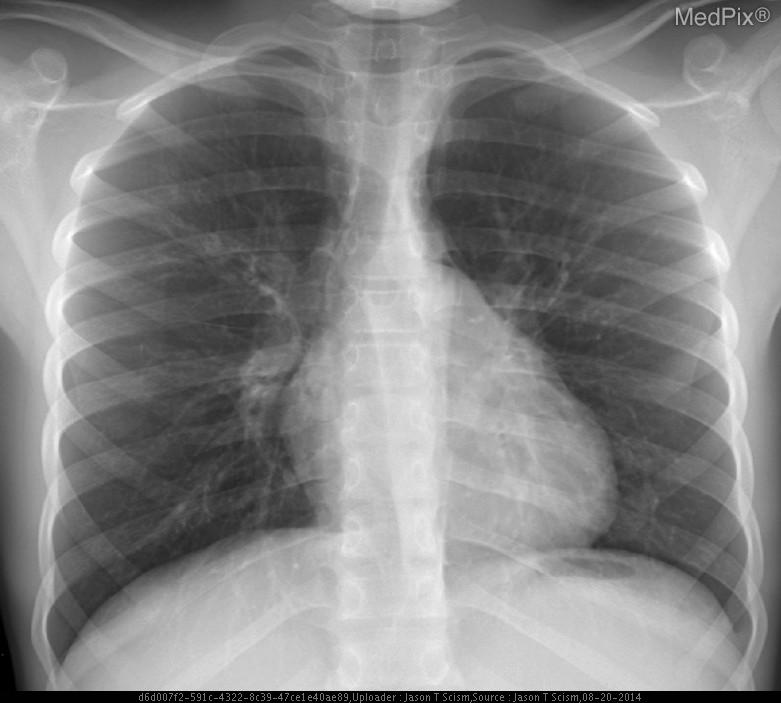 MedPix®
d6d007f2-591c-4322-8c39-47ce1e40ae89,Uploader : Jason T Scism,Source : Jason T Scism,08-20-2014